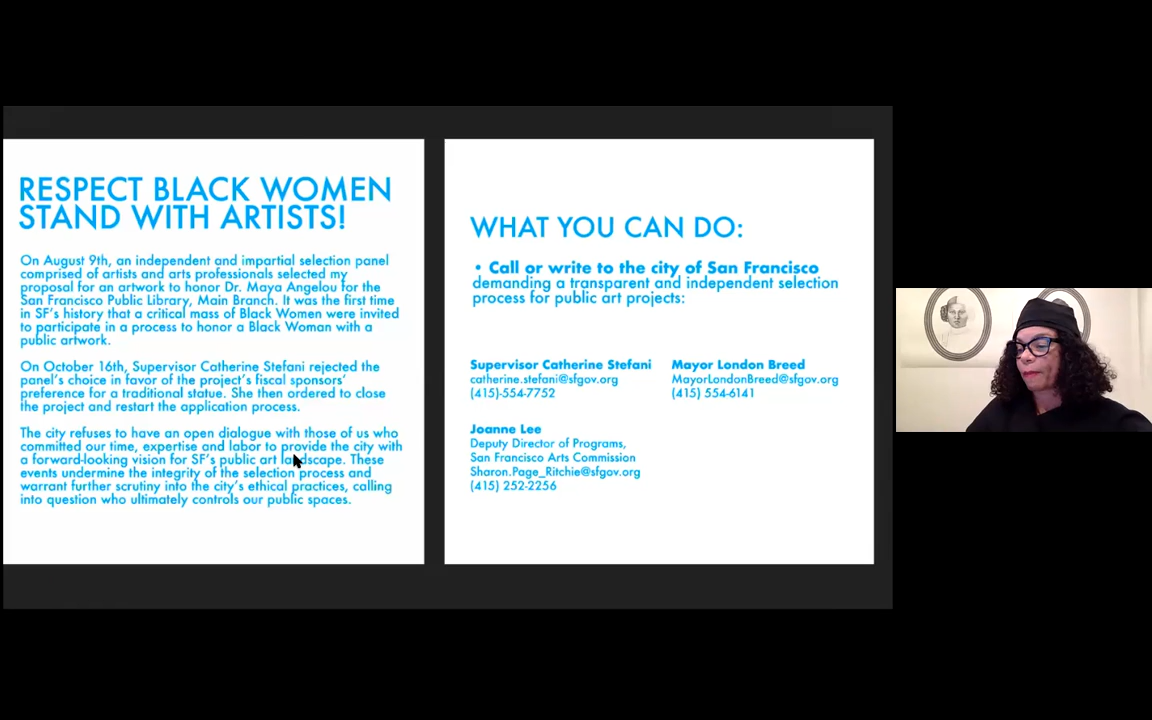 RESPECT BLACK WOMEN
STAND WITH ARTISTS!
On August 9th, an independent and impartial selection panel
comprised of artists and arts professionals selected my
proposal for an artwork to honor Dr. Maya Angelou for the
San Francisco Public Library, Main Branch. It was the first time
in SF's history that a critical mass of Black Women were invited
to participate in a process to honor a Black Woman with a
public artwork.
On October 16th, Supervisor Catherine Stefani rejected the
panel's choice in favor of the project's fiscal sponsors'
preference for a traditional statue. She then ordered to close
the project and restart the application process.
The city refuses to have an open dialogue with those of us who
committed our time, expertise and labor to provide the city with
a forward-looking vision for SF's public art landscape. These
events undermine the integrity of the selection process and
warrant further scrutiny into the city's ethical practices, calling
into question who ultimately controls our public spaces.
WHAT YOU CAN DO:
• Call or write to the city of San Francisco
demanding a transparent and independent selection
process for public art projects:
Supervisor Catherine Stefani
catherine.stefani@sfgov.org
(415)-554-7752
Mayor London Breed
MayorLondonBreed@sfgov.org
(415) 554-6141
Joanne Lee
Deputy Director of Programs,
San Francisco Arts Commission
Sharon.Page_Ritchie@sfgov.org
(415) 252-2256